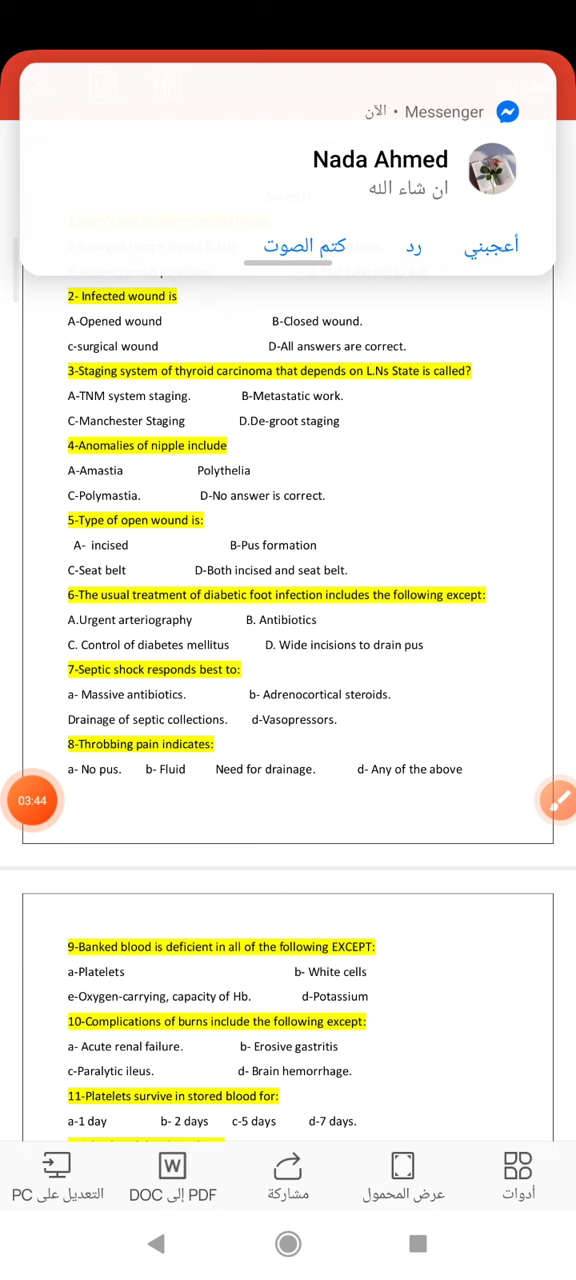 الآن • Messenger
Nada Ahmed
ان شاء الله
أعجبني رد كتم الصوت
2- Infected wound is
A-Opened wound B-Closed wound.
c-surgical wound D-All answers are correct.
3-Staging system of thyroid carcinoma that depends on L.Ns State is called?
A-TNM system staging. B-Metastatic work.
C-Manchester Staging D.De-groot staging
4-Anomalies of nipple include
A-Amastia Polythelia
C-Polymastia. D-No answer is correct.
5-Type of open wound is:
A- incised B-Pus formation
C-Seat belt D-Both incised and seat belt.
6-The usual treatment of diabetic foot infection includes the following except:
A.Urgent arteriography B. Antibiotics
C. Control of diabetes mellitus D. Wide incisions to drain pus
7-Septic shock responds best to:
a- Massive antibiotics. b- Adrenocortical steroids.
Drainage of septic collections. d-Vasopressors.
8-Throbbing pain indicates:
a- No pus. b- Fluid Need for drainage. d- Any of the above
03:44
9-Banked blood is deficient in all of the following EXCEPT:
a-Platelets b- White cells
e-Oxygen-carrying, capacity of Hb. d-Potassium
10-Complications of burns include the following except:
a- Acute renal failure. b- Erosive gastritis
c-Paralytic ileus. d- Brain hemorrhage.
11-Platelets survive in stored blood for:
a-1 day b- 2 days c-5 days d-7 days.
أدوات عرض المحمول مشاركة PDF إلى DOC التعديل على PC